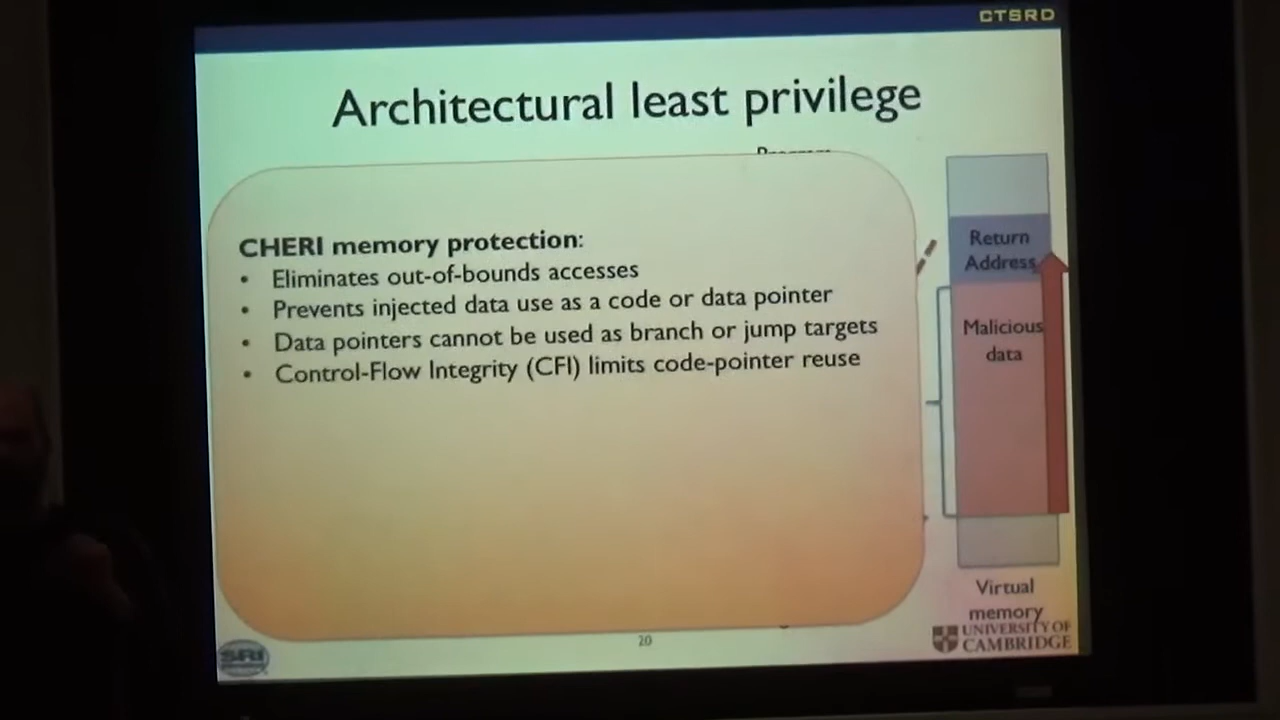 CTSRD
Architectural least privilege
CHERI memory protection:
• Eliminates out-of-bounds accesses
• Prevents injected data use as a code or data pointer
• Data pointers cannot be used as branch or jump targets
• Control-Flow Integrity (CFI) limits code-pointer reuse
Return
Address
Malicious
data
Virtual
memory
20
SRI
UNIVERSITY OF
CAMBRIDGE